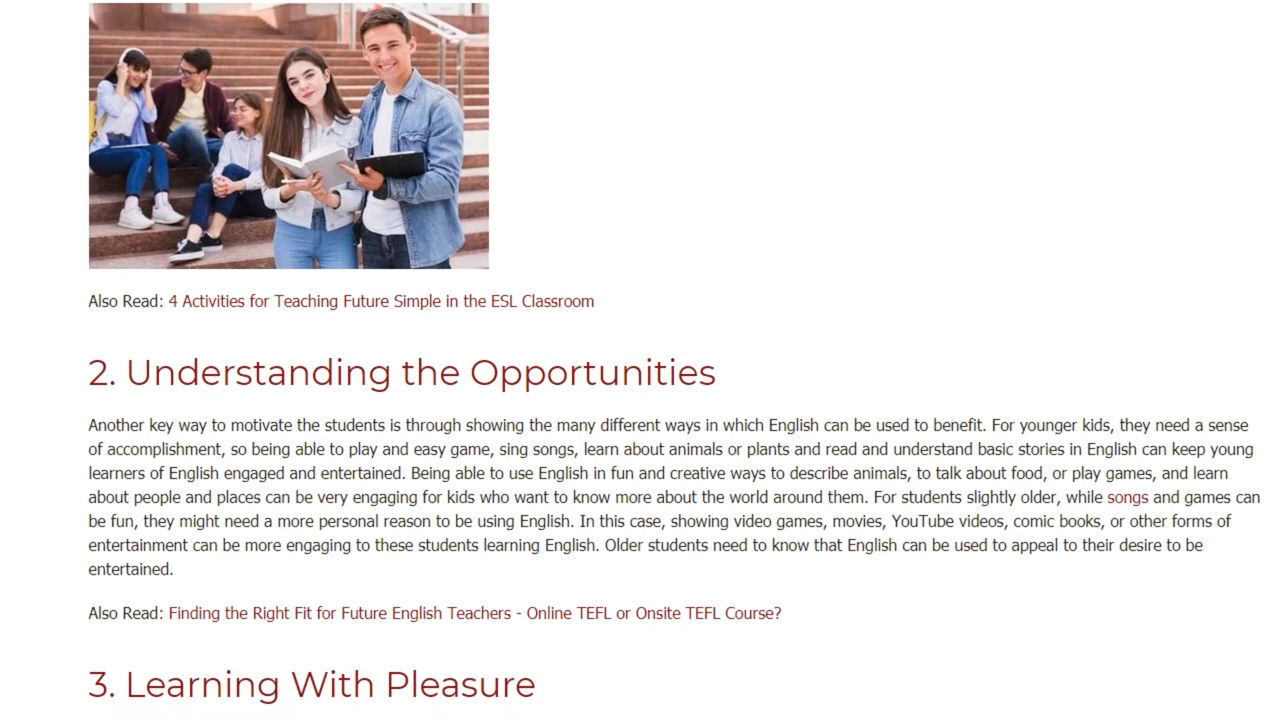 Also Read: 4 Activities for Teaching Future Simple in the ESL Classroom
2. Understanding the Opportunities
Another key way to motivate the students is through showing the many different ways in which English can be used to benefit. For younger kids, they need a sense
of accomplishment, so being able to play and easy game, sing songs, learn about animals or plants and read and understand basic stories in English can keep young
learners of English engaged and entertained. Being able to use English in fun and creative ways to describe animals, to talk about food, or play games, and learn
about people and places can be very engaging for kids who want to know more about the world around them. For students slightly older, while songs and games can
be fun, they might need a more personal reason to be using English. In this case, showing video games, movies, YouTube videos, comic books, or other forms of
entertainment can be more engaging to these students learning English. Older students need to know that English can be used to appeal to their desire to be
entertained.
Also Read: Finding the Right Fit for Future English Teachers - Online TEFL or Onsite TEFL Course?
3. Learning With Pleasure